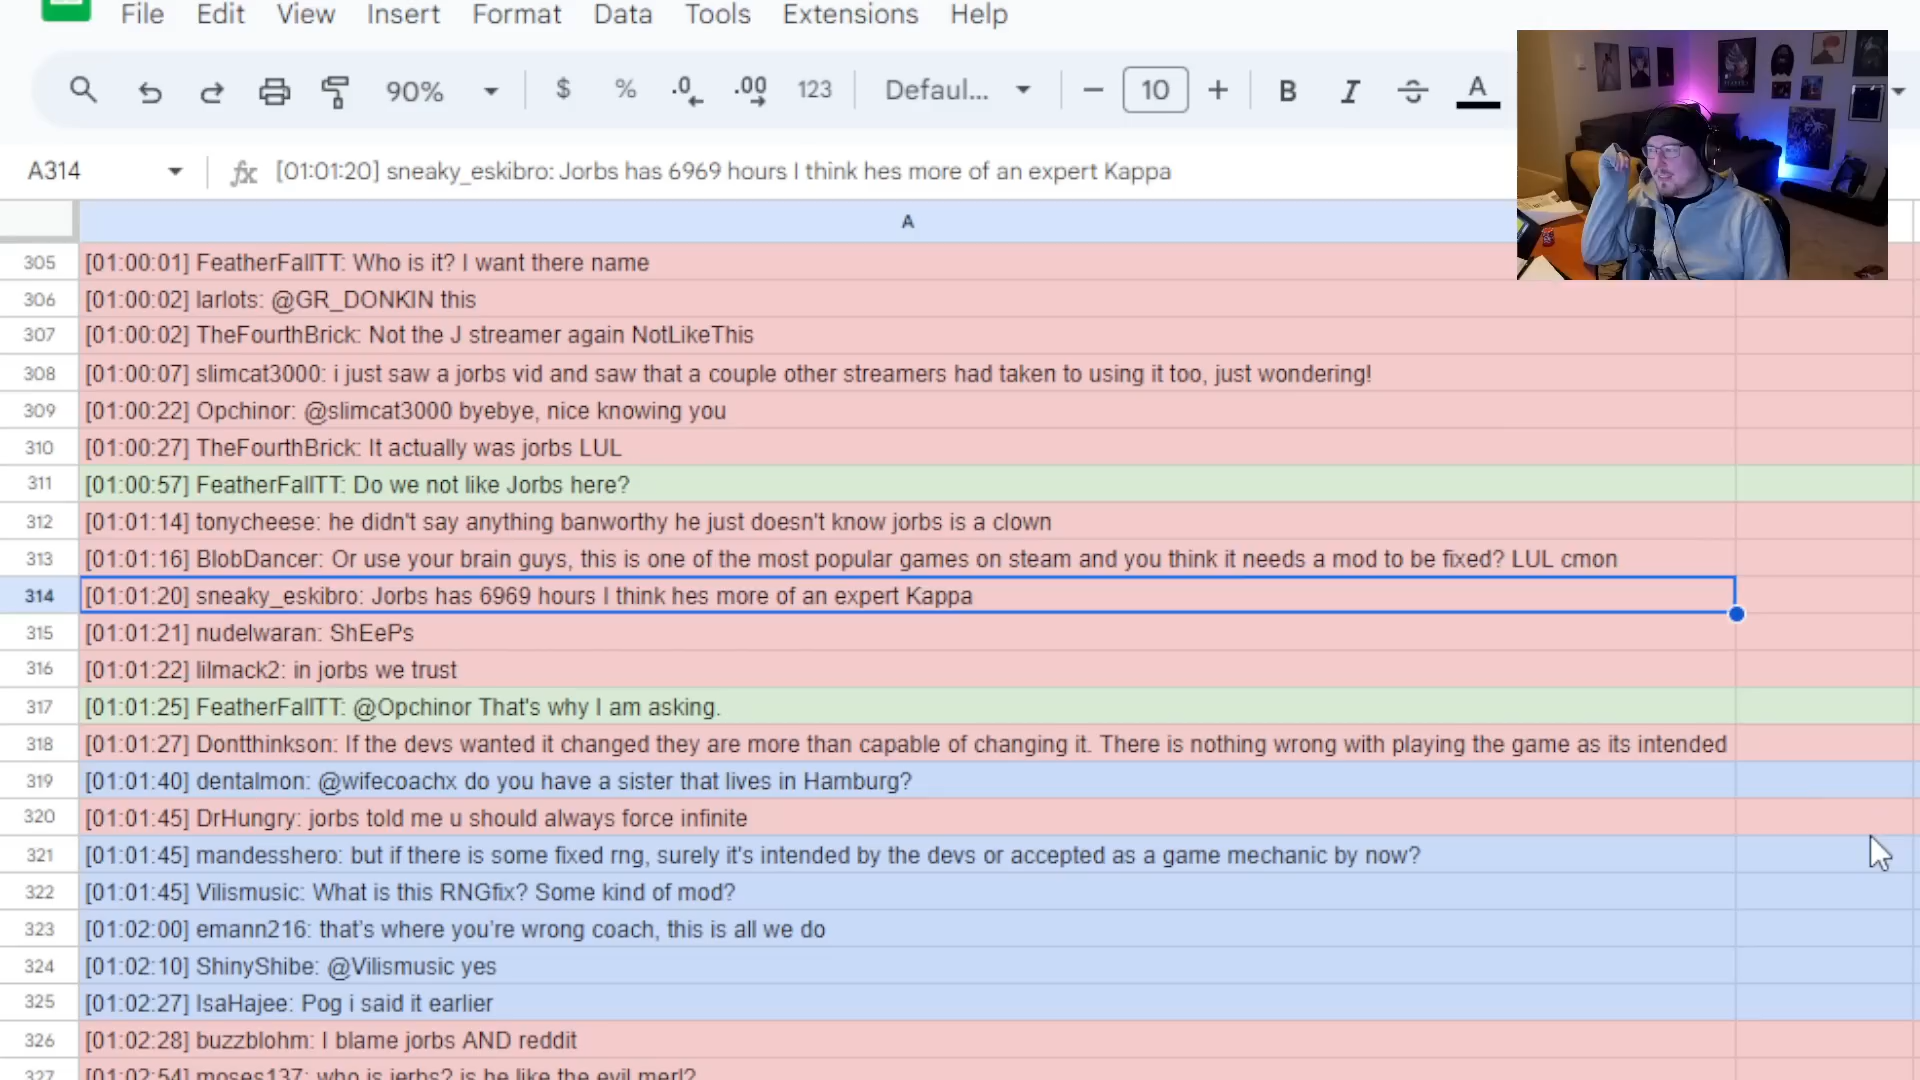 File Edit View Insert Format Data Tools Extensions Help
90% $ % .0 .00 123 Defaul... 10 B I A
A314 fx [01:01:20] sneaky_eskibro: Jorbs has 6969 hours I think hes more of an expert Kappa
A
305 [01:00:01] FeatherFallTT: Who is it? I want there name
306 [01:00:02] larlots: @GR_DONKIN this
307 [01:00:02] TheFourthBrick: Not the J streamer again NotLikeThis
308 [01:00:07] slimcat3000: i just saw a jorbs vid and saw that a couple other streamers had taken to using it too, just wondering!
309 [01:00:22] Opchinor: @slimcat3000 byebye, nice knowing you
310 [01:00:27] TheFourthBrick: It actually was jorbs LUL
311 [01:00:57] FeatherFallTT: Do we not like Jorbs here?
312 [01:01:14] tonycheese: he didn't say anything banworthy he just doesn't know jorbs is a clown
313 [01:01:16] BlobDancer: Or use your brain guys, this is one of the most popular games on steam and you think it needs a mod to be fixed? LUL cmon
314 [01:01:20] sneaky_eskibro: Jorbs has 6969 hours I think hes more of an expert Kappa
315 [01:01:21] nudelwaran: ShEePs
316 [01:01:22] lilmack2: in jorbs we trust
317 [01:01:25] FeatherFallTT: @Opchinor That's why I am asking.
318 [01:01:27] Dontthinkson: If the devs wanted it changed they are more than capable of changing it. There is nothing wrong with playing the game as its intended
319 [01:01:40] dentalmon: @wifecoachx do you have a sister that lives in Hamburg?
320 [01:01:45] DrHungry: jorbs told me u should always force infinite
321 [01:01:45] mandesshero: but if there is some fixed rng, surely it's intended by the devs or accepted as a game mechanic by now?
322 [01:01:45] Vilismusic: What is this RNGfix? Some kind of mod?
323 [01:02:00] emann216: that's where you're wrong coach, this is all we do
324 [01:02:10] ShinyShibe: @Vilismusic yes
325 [01:02:27] IsaHajee: Pog i said it earlier
326 [01:02:28] buzzblohm: I blame jorbs AND reddit
327 [01:02:54] moses137: who is jerbs? is he like the evil merl?